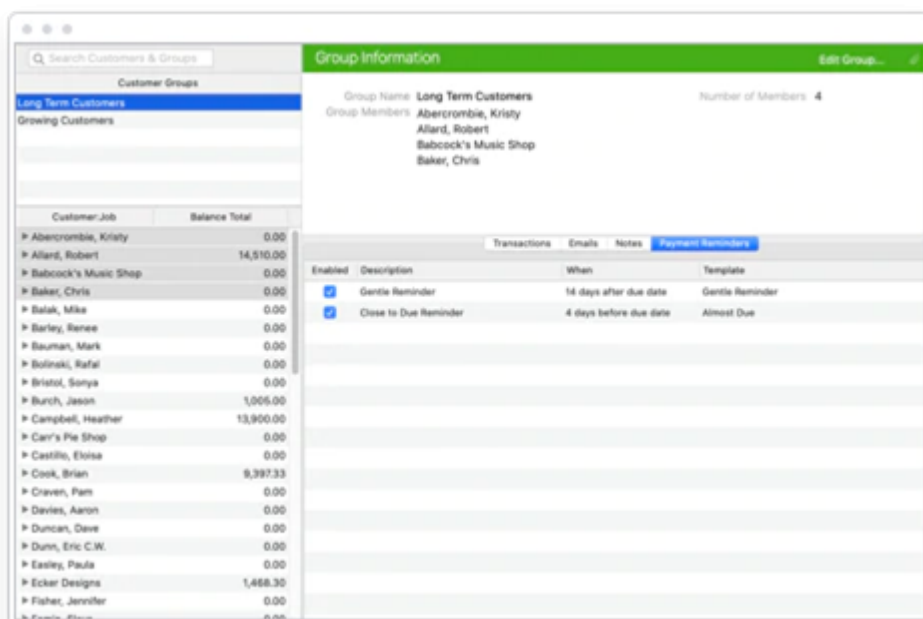 Search Customers & Groups
Customer Groups
Long Term Customers
Growing Customers
Customer:Job Balance Total
Abercrombie, Kristy 0.00
Allard, Robert 14,510.00
Babcock's Music Shop 0.00
Baker, Chris 0.00
Balak, Mike 0.00
Barley, Renee 0.00
Bauman, Mark 0.00
Bolinski, Rafal 0.00
Bristol, Sonya 0.00
Burch, Jason 1,005.00
Campbell, Heather 13,900.00
Carr's Pie Shop 0.00
Castillo, Eloisa 0.00
Cook, Brian 9,397.33
Craven, Pam 0.00
Davies, Aaron 0.00
Duncan, Dave 0.00
Dunn, Eric C.W. 0.00
Easley, Paula 0.00
Ecker Designs 1,468.30
Fisher, Jennifer 0.00
Group Information Edit Group...
Group Name Long Term Customers Number of Members 4
Group Members Abercrombie, Kristy
Allard, Robert
Babcock's Music Shop
Baker, Chris
Transactions Emails Notes Payment Reminders
Enabled Description When Template
Gentle Reminder 14 days after due date Gentle Reminder
Close to Due Reminder 4 days before due date Almost Due